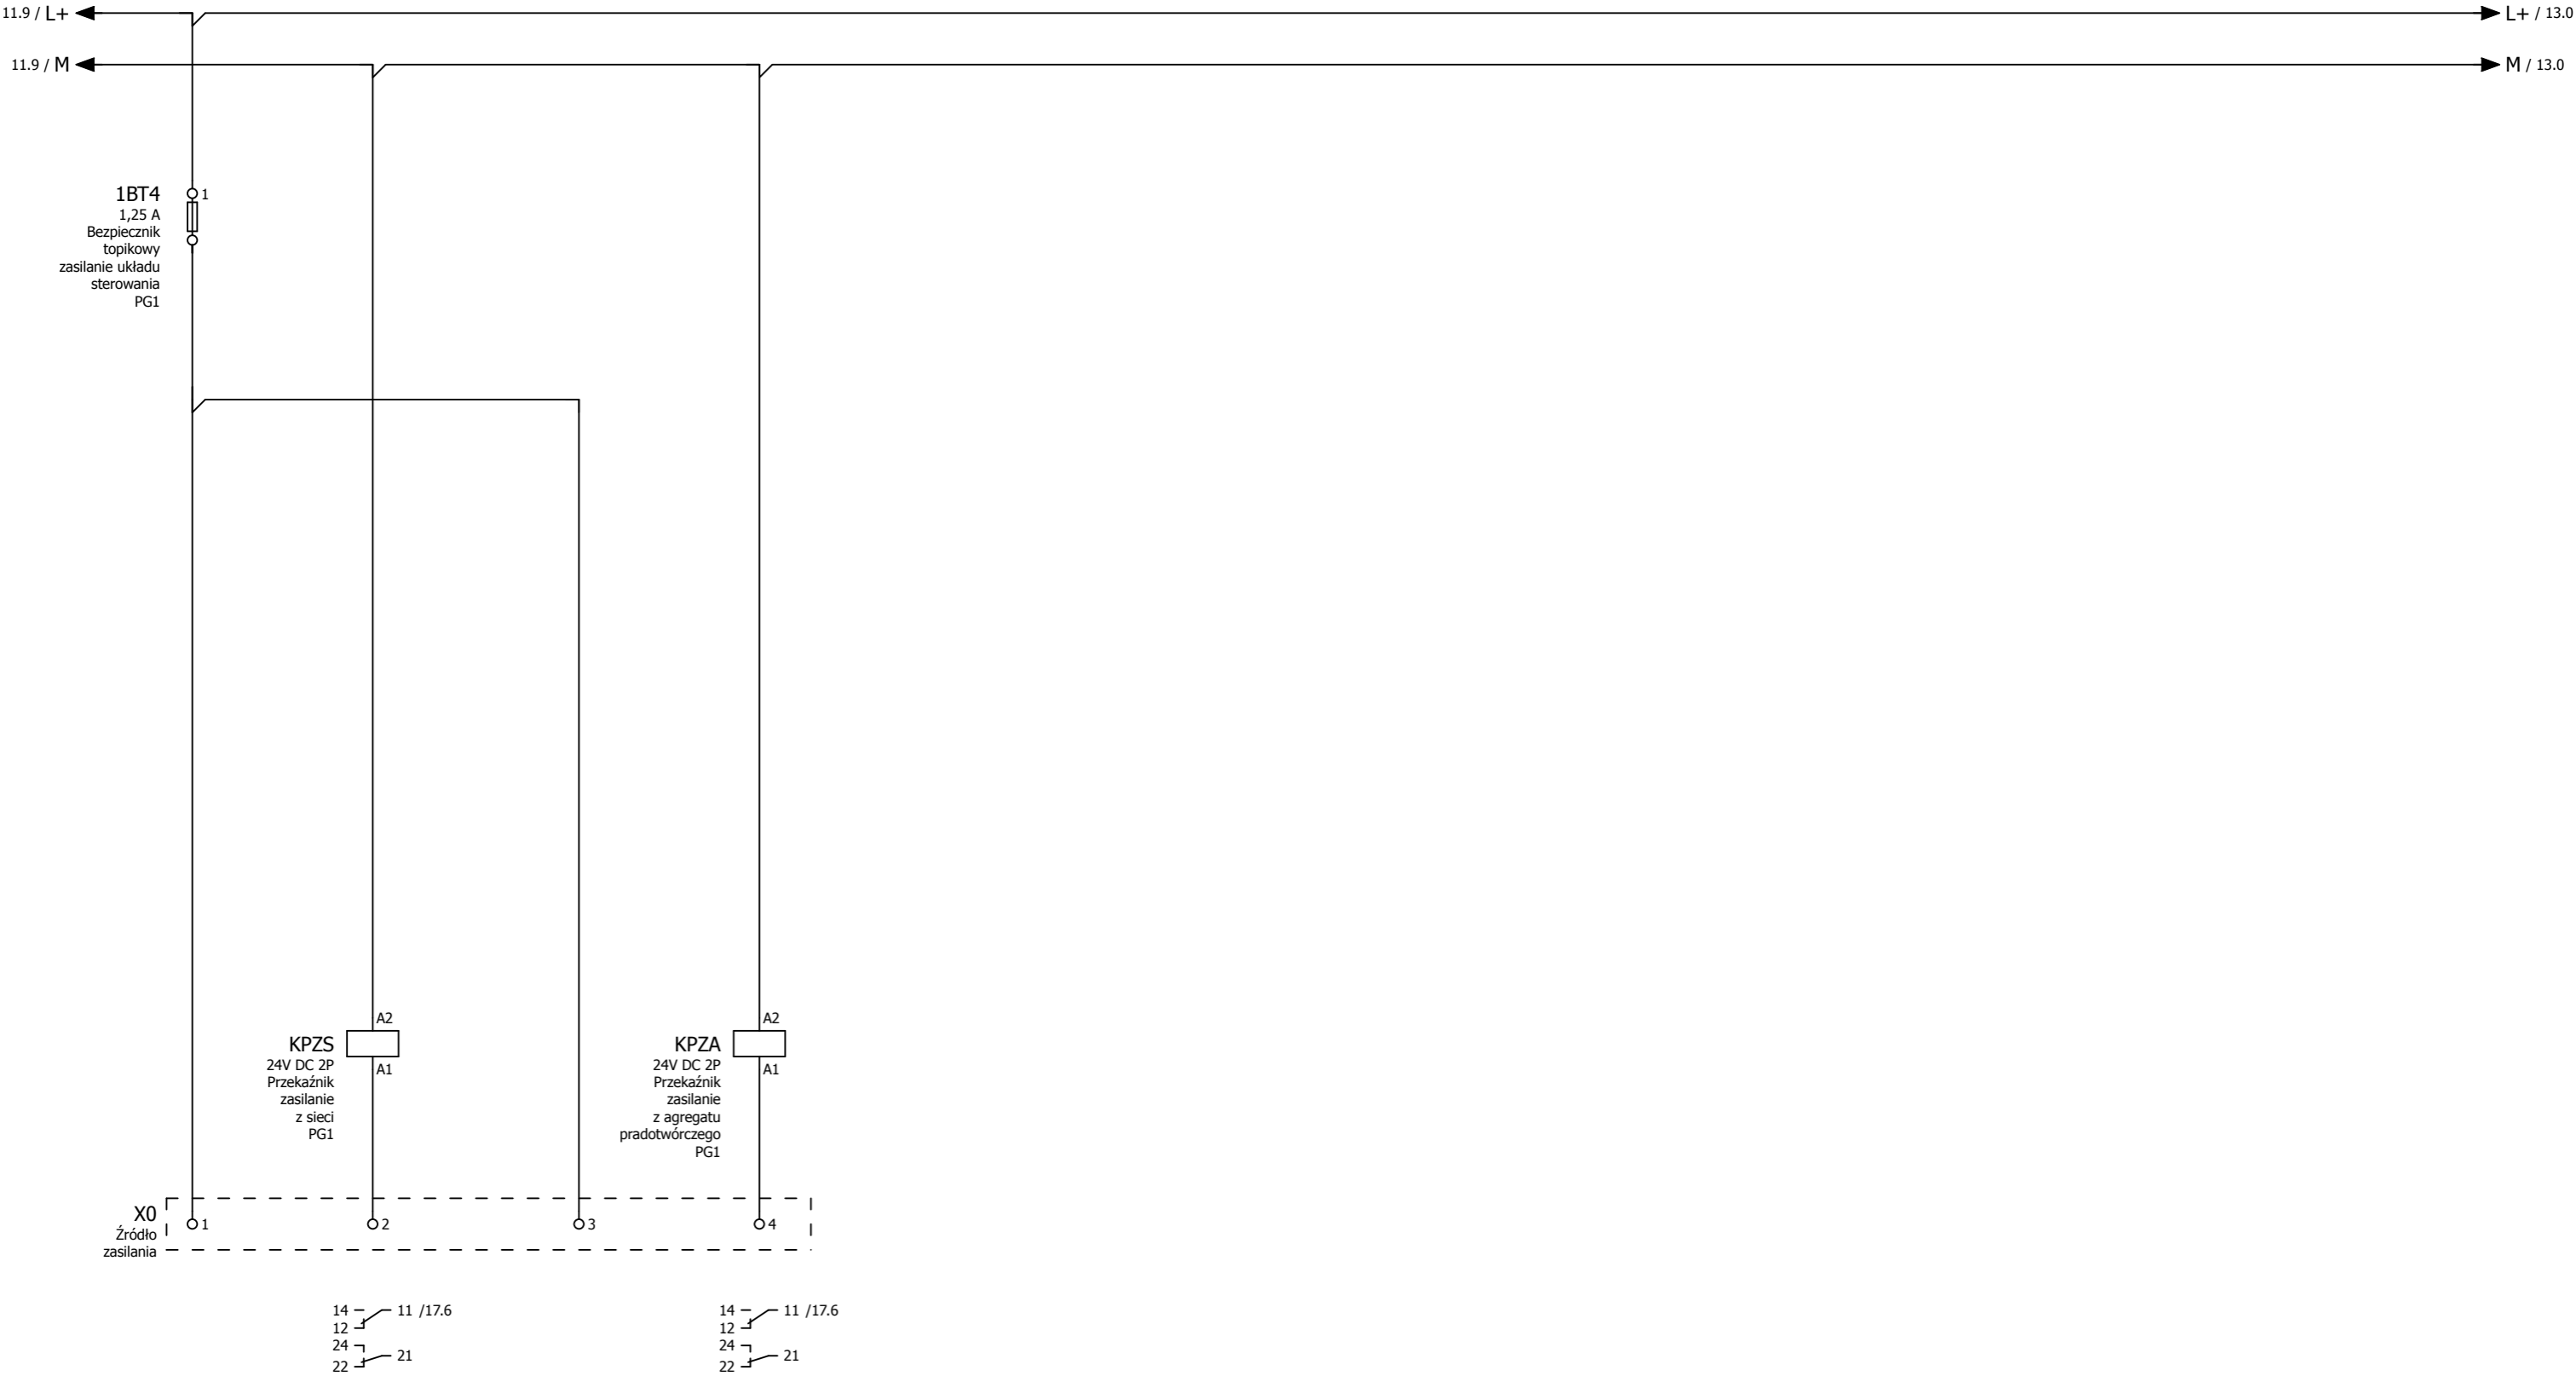 11.9 / L+
L+ / 13.0
11.9 / M
M / 13.0
1BT4
1
1,25 A
Bezpiecznik
topikowy
zasilanie układu
sterowania
PG1
A2
KPZS
24V DC 2P
A1
Przekaźnik
zasilanie
z sieci
PG1
A2
KPZA
24V DC 2P
A1
Przekaźnik
zasilanie
z agregatu
pradotwórczego
PG1
X0
Źródło
zasilania
1
2
3
4
14 11 /17.6
12
24
21
22
14 11 /17.6
12
24
21
22